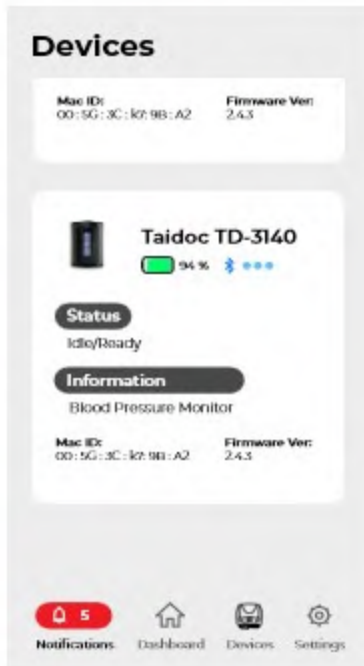 Devices
Mac ID: Firmware Ver:
00:5G:3C:k7:9B:A2 2.4.3
Taidoc TD-3140
94 %
Status
Idle/Ready
Information
Blood Pressure Monitor
Mac ID: Firmware Ver:
00:5G:3C:k7:9B:A2 2.4.3
5
Notifications Dashboard Devices Settings